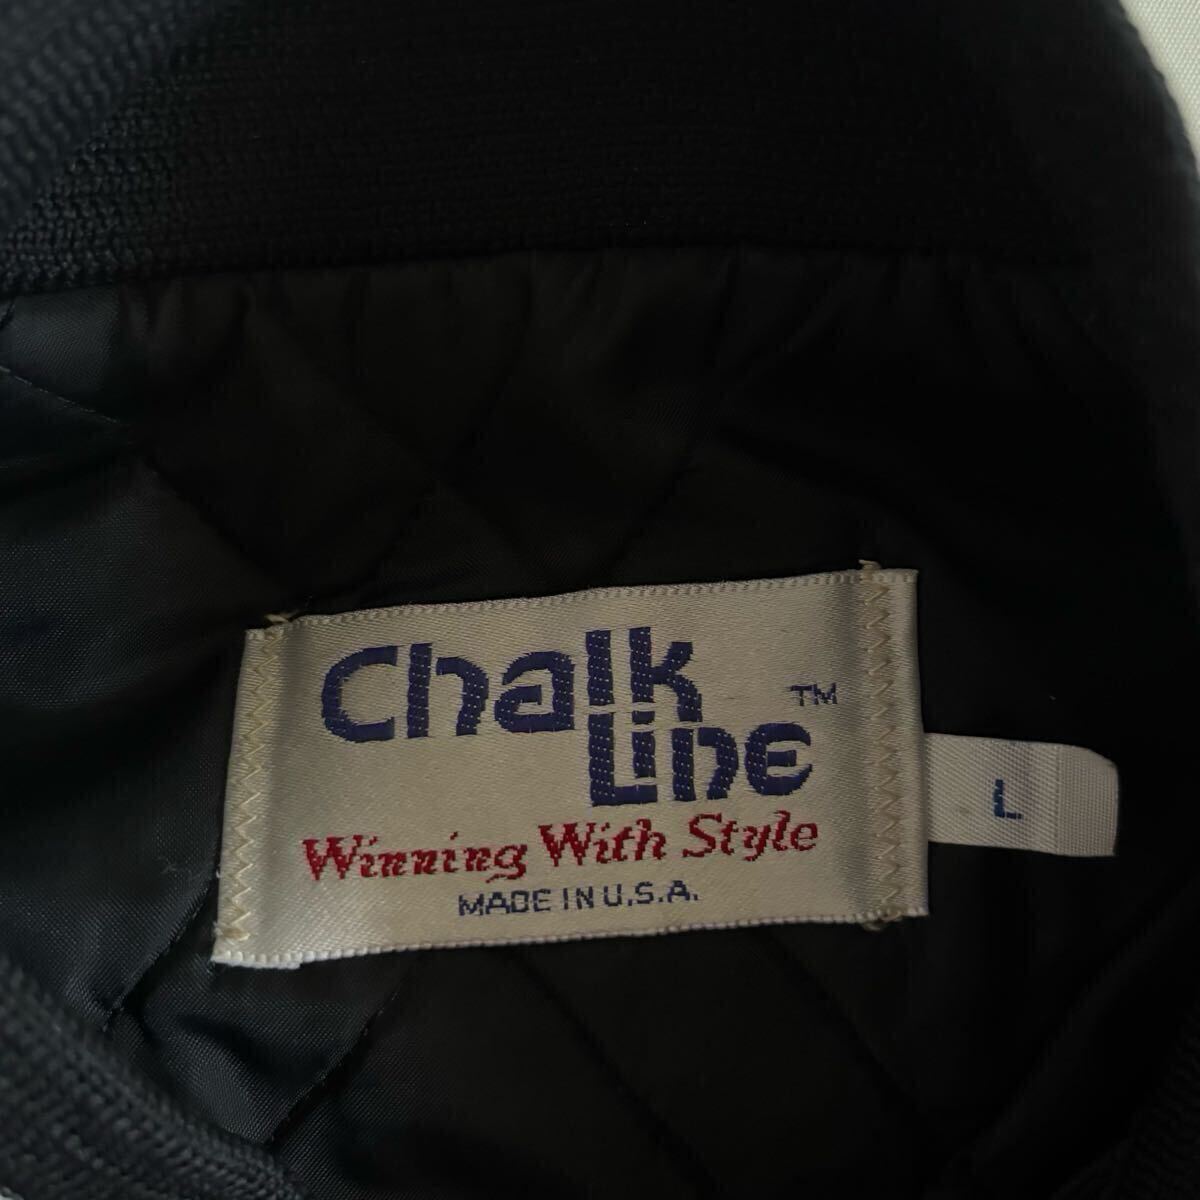 Chalk
Line™
Winning With Style
MADE IN U.S.A.
L